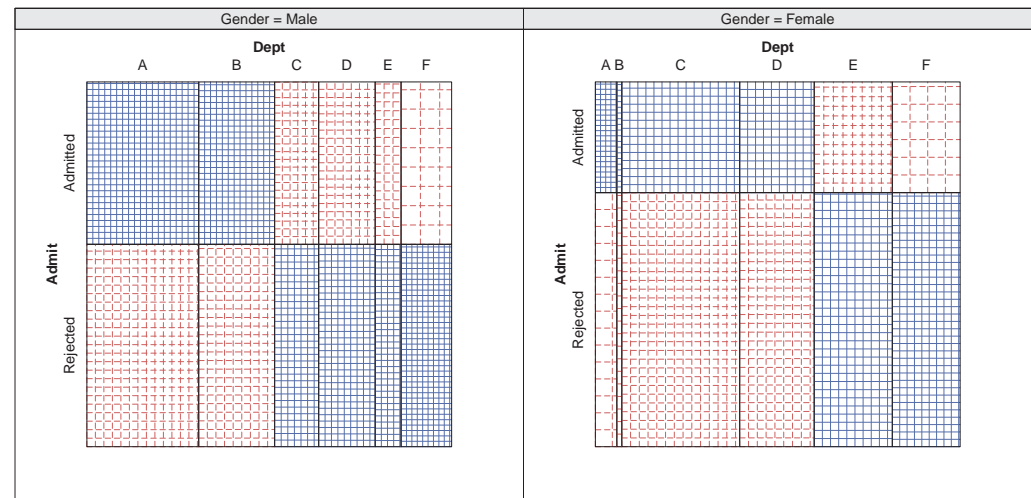 Gender = Male
Dept
A B C D E F
Admitted
Admit
Rejected
Gender = Female
Dept
A B C D E F
Admitted
Admit
Rejected